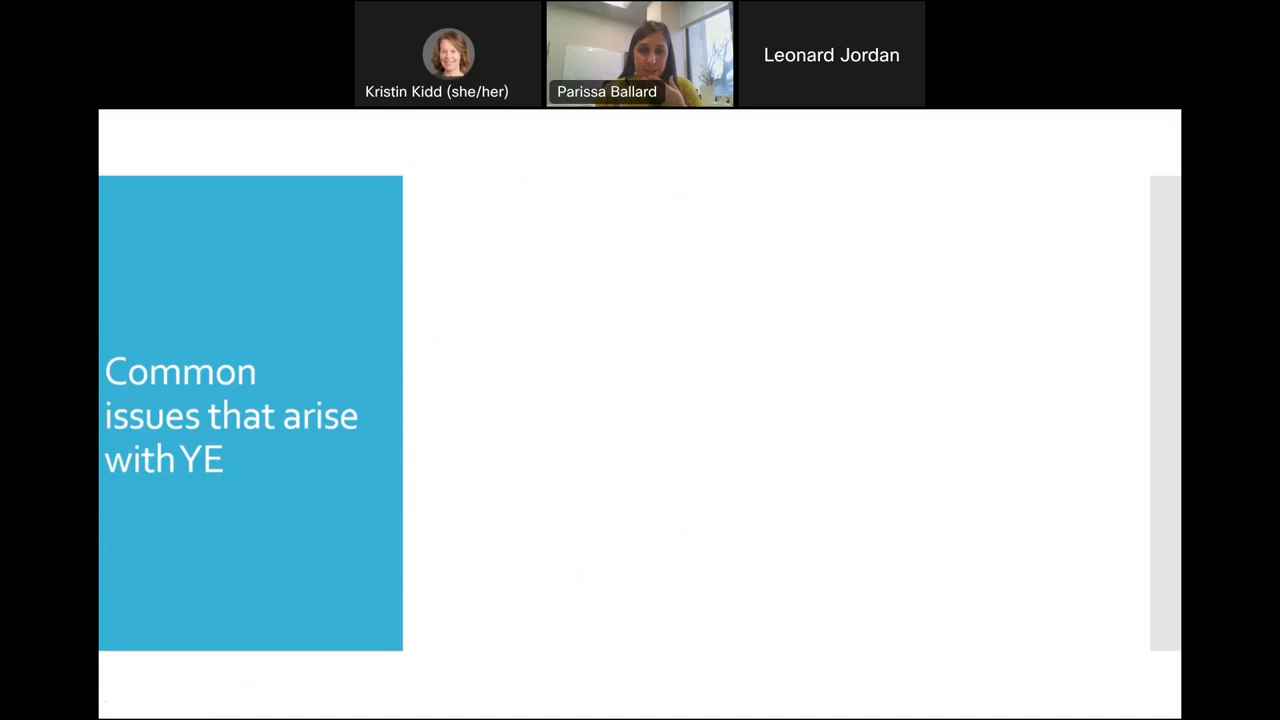 Kristin Kidd (she/her)
Parissa Ballard
Leonard Jordan
Common
issues that arise
with YE